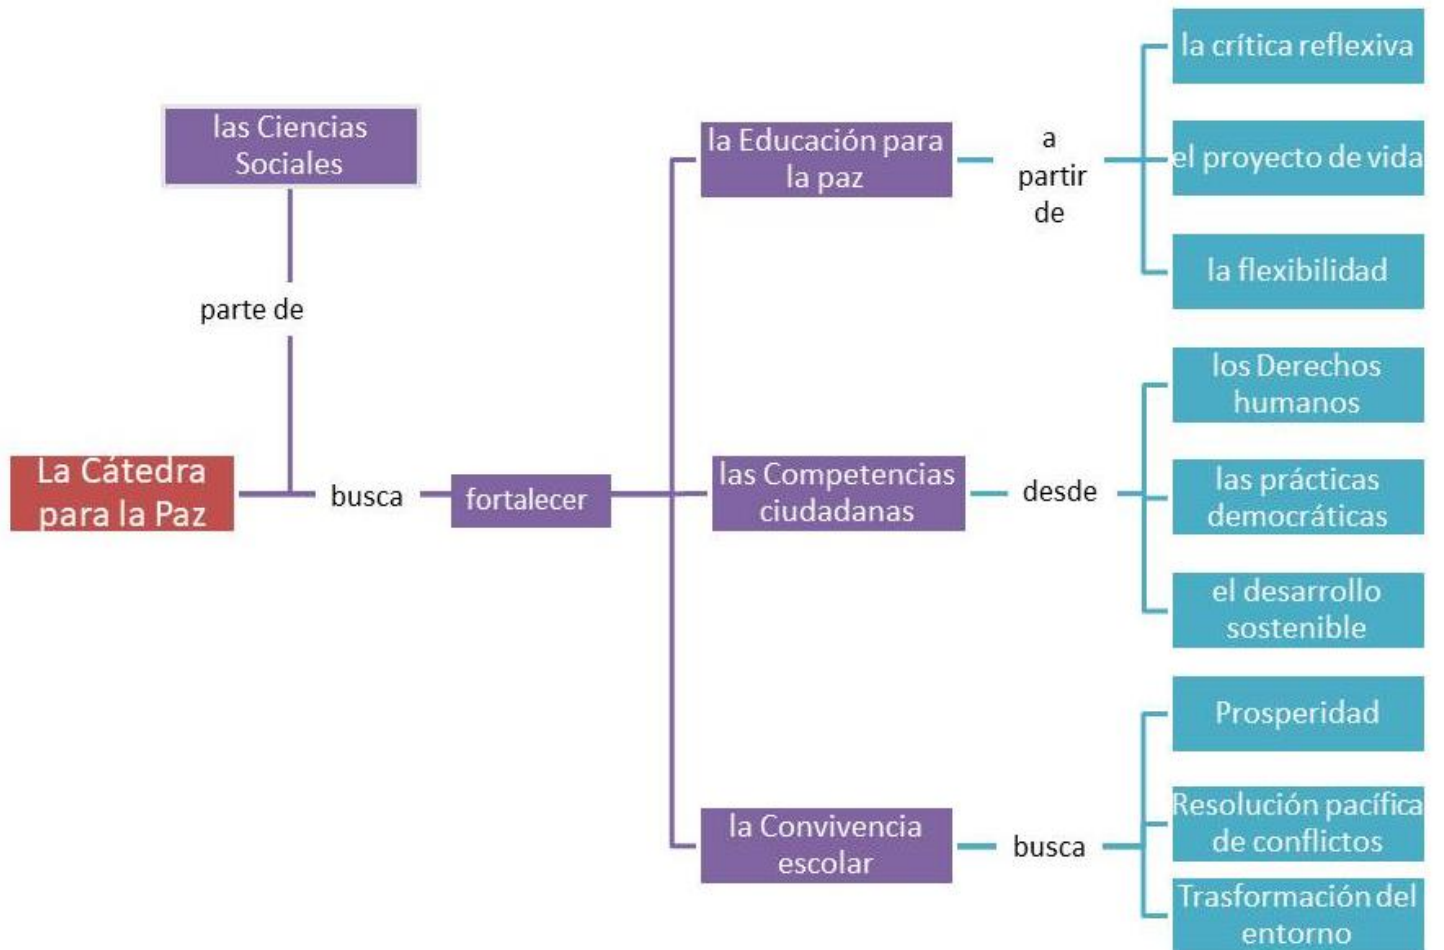 la crítica reflexiva
las Ciencias
Sociales
la Educación para
la paz
a
partir
de
el proyecto de vida
la flexibilidad
parte de
los Derechos
humanos
La Cátedra
para la Paz
busca
fortalecer
las Competencias
ciudadanas
desde
las prácticas
democráticas
el desarrollo
sostenible
Prosperidad
la Convivencia
escolar
busca
Resolución pacífica
de conflictos
Trasformación del
entorno